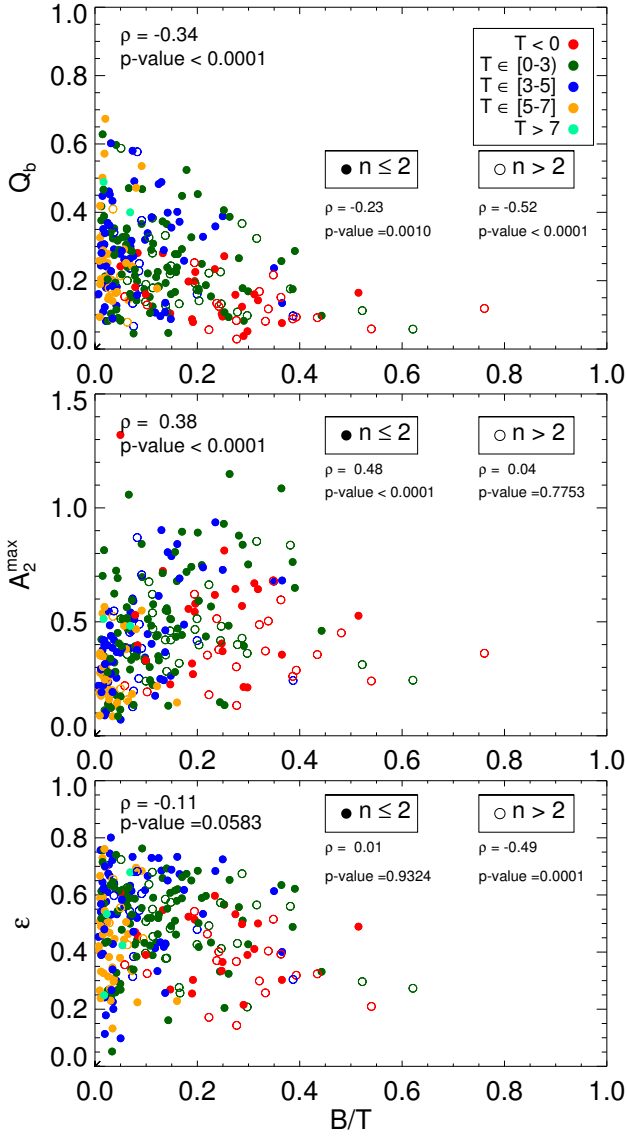 ρ = -0.34
p-value < 0.0001
T < 0
T ∈ [0-3)
T ∈ [3-5]
T ∈ [5-7]
T > 7
n ≤ 2
n > 2
ρ = -0.23
p-value =0.0010
ρ = -0.52
p-value < 0.0001
Q_b
1.0
0.8
0.6
0.4
0.2
0.0
0.0 0.2 0.4 0.6 0.8 1.0
ρ = 0.38
p-value < 0.0001
n ≤ 2
n > 2
ρ = 0.48
p-value < 0.0001
ρ = 0.04
p-value =0.7753
A_2^max
1.5
1.0
0.5
0.0
0.0 0.2 0.4 0.6 0.8 1.0
ρ = -0.11
p-value =0.0583
n ≤ 2
n > 2
ρ = 0.01
p-value =0.9324
ρ = -0.49
p-value =0.0001
ε
1.0
0.8
0.6
0.4
0.2
0.0
0.0 0.2 0.4 0.6 0.8 1.0
B/T